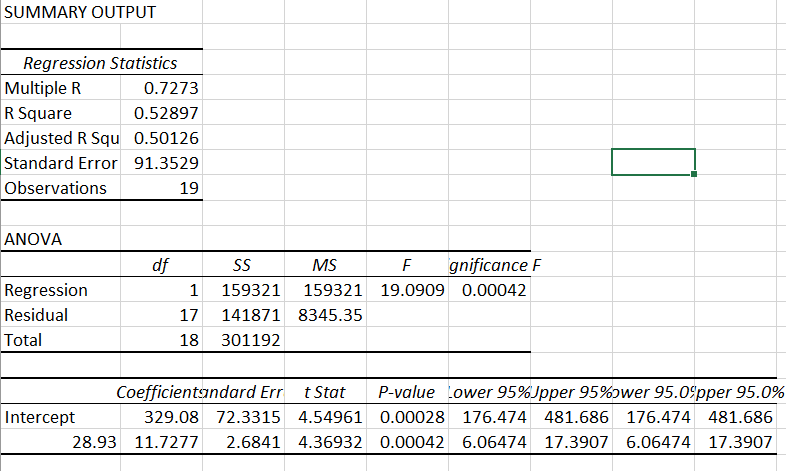 SUMMARY OUTPUT
Regression Statistics
Multiple R 0.7273
R Square 0.52897
Adjusted R Squ 0.50126
Standard Error 91.3529
Observations 19
ANOVA
df SS MS F gnificance F
Regression 1 159321 159321 19.0909 0.00042
Residual 17 141871 8345.35
Total 18 301192
Coefficients andard Err t Stat P-value Lower 95% Upper 95% ower 95.0% pper 95.0%
Intercept 329.08 72.3315 4.54961 0.00028 176.474 481.686 176.474 481.686
28.93 11.7277 2.6841 4.36932 0.00042 6.06474 17.3907 6.06474 17.3907